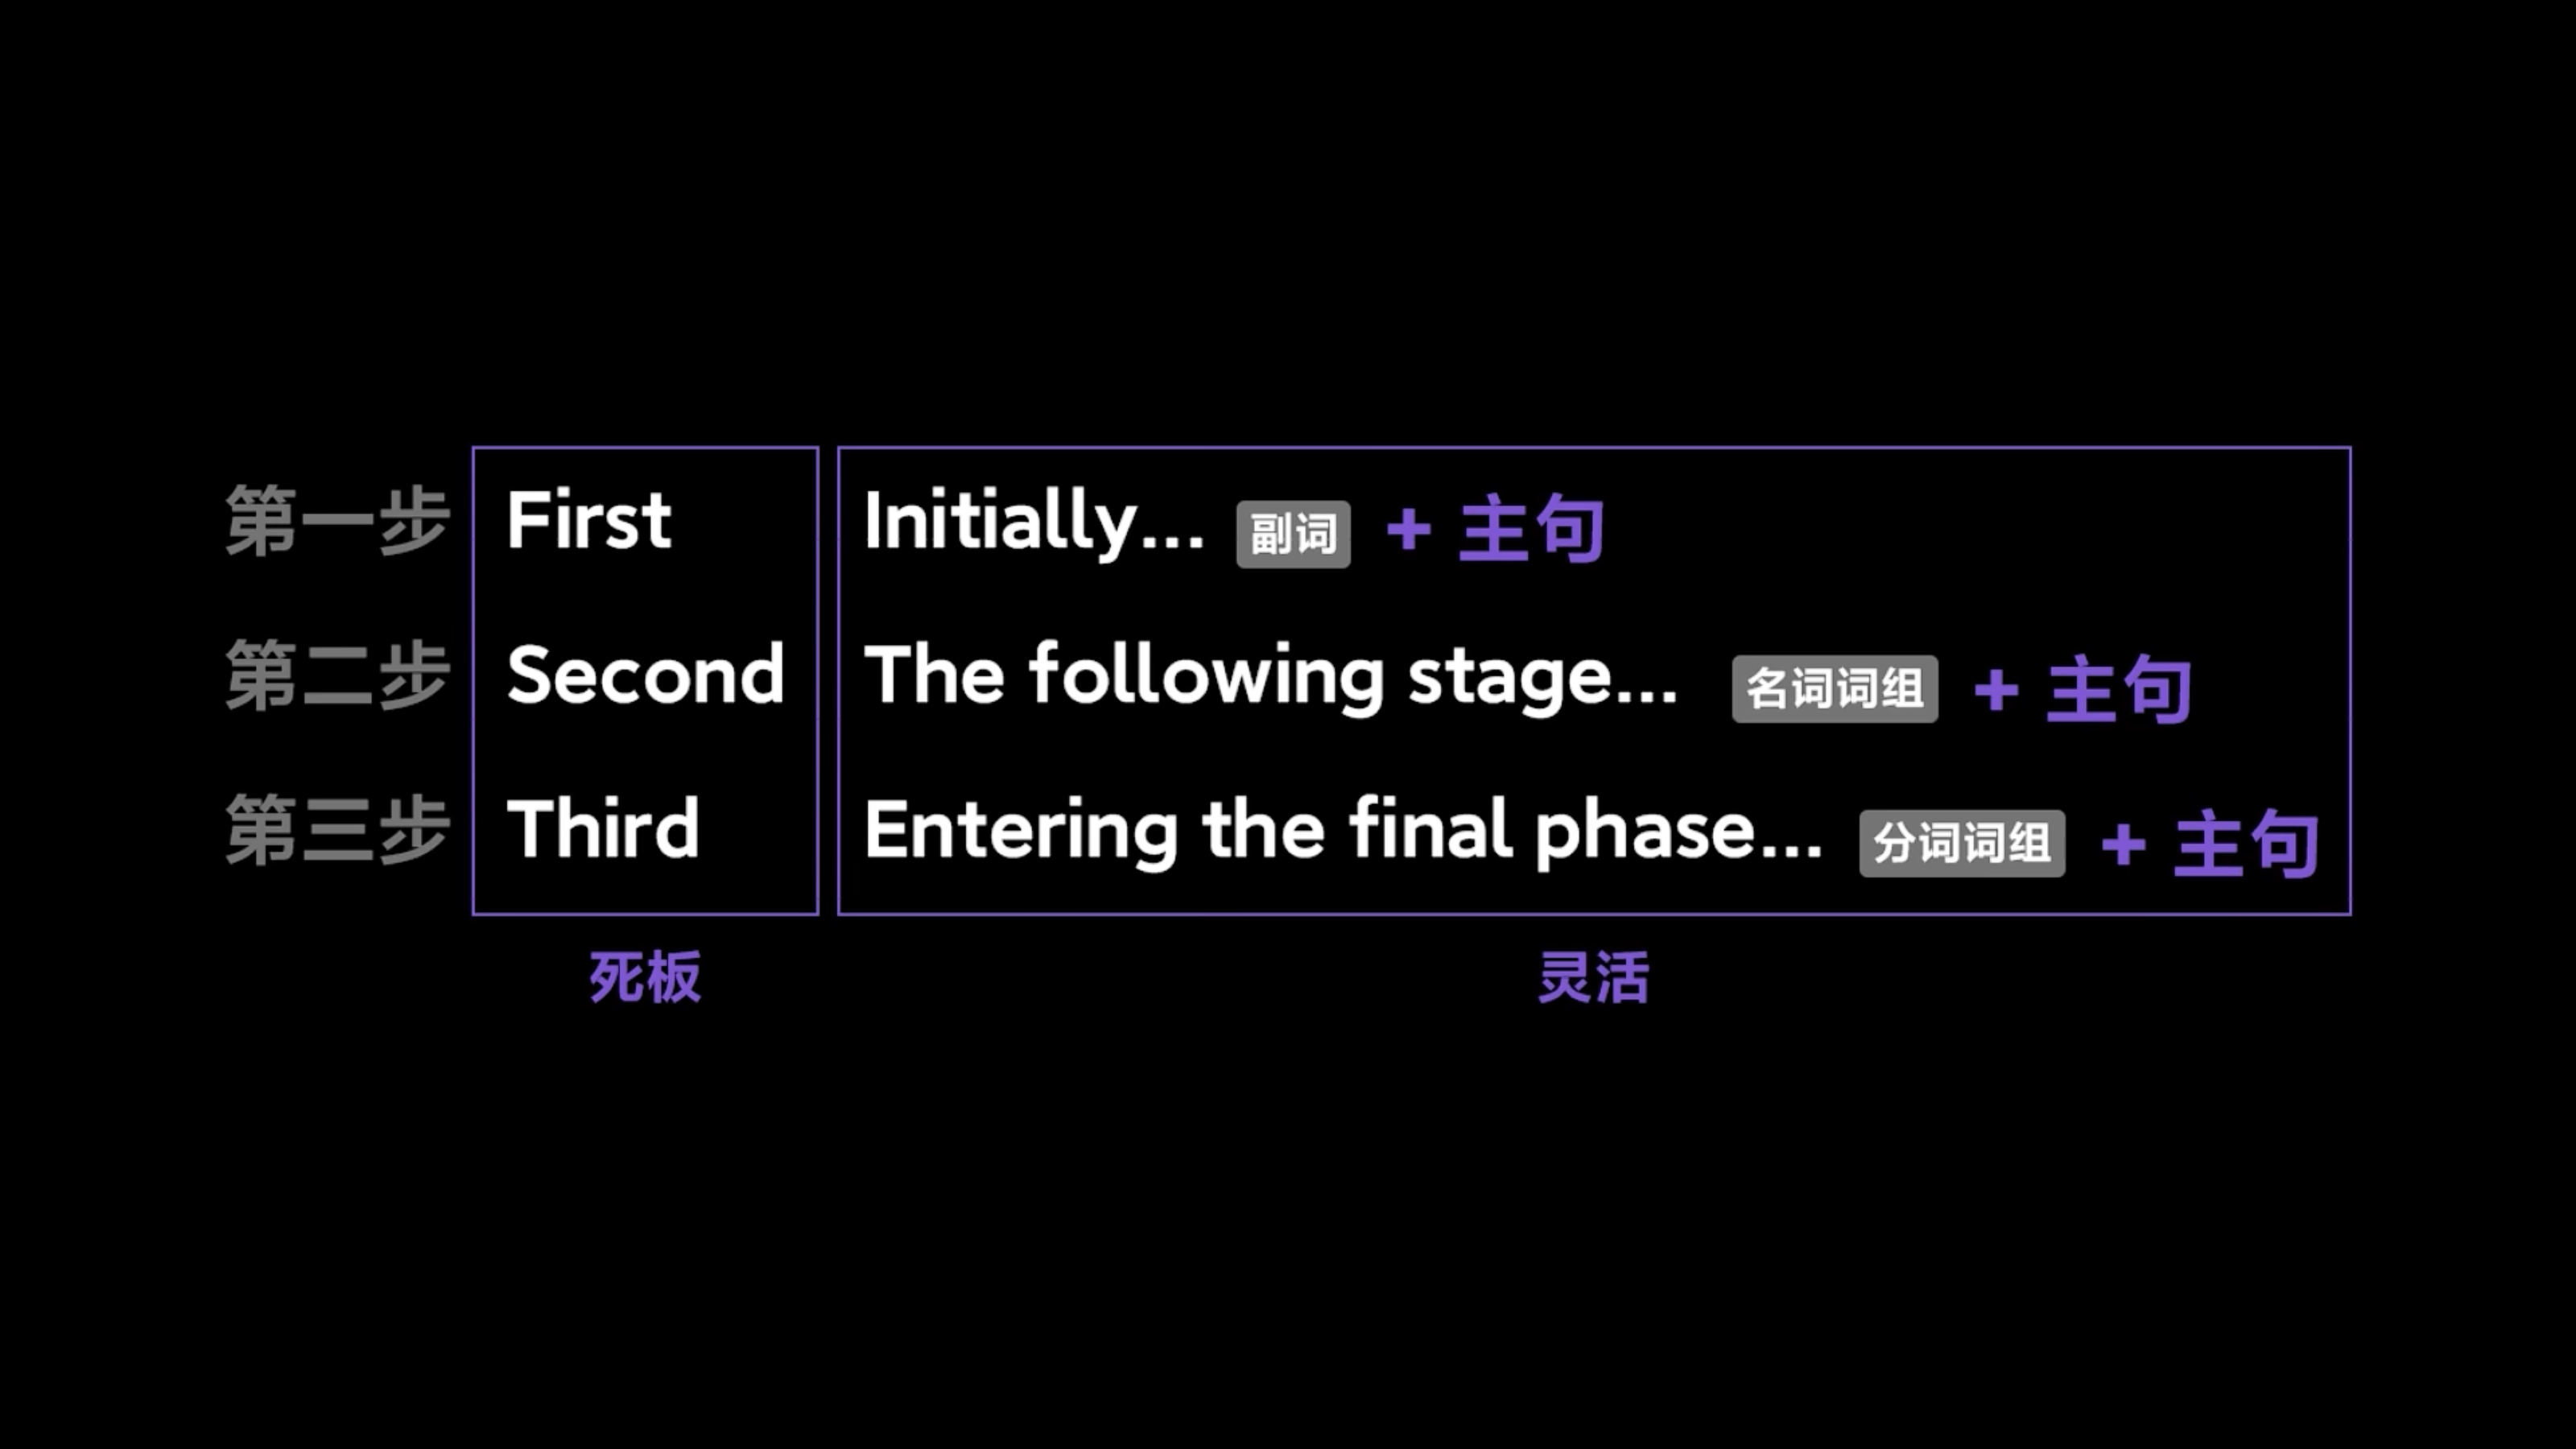 第一步 First Initially... 副词 + 主句
第二步 Second The following stage... 名词词组 + 主句
第三步 Third Entering the final phase... 分词词组 + 主句
死板 灵活